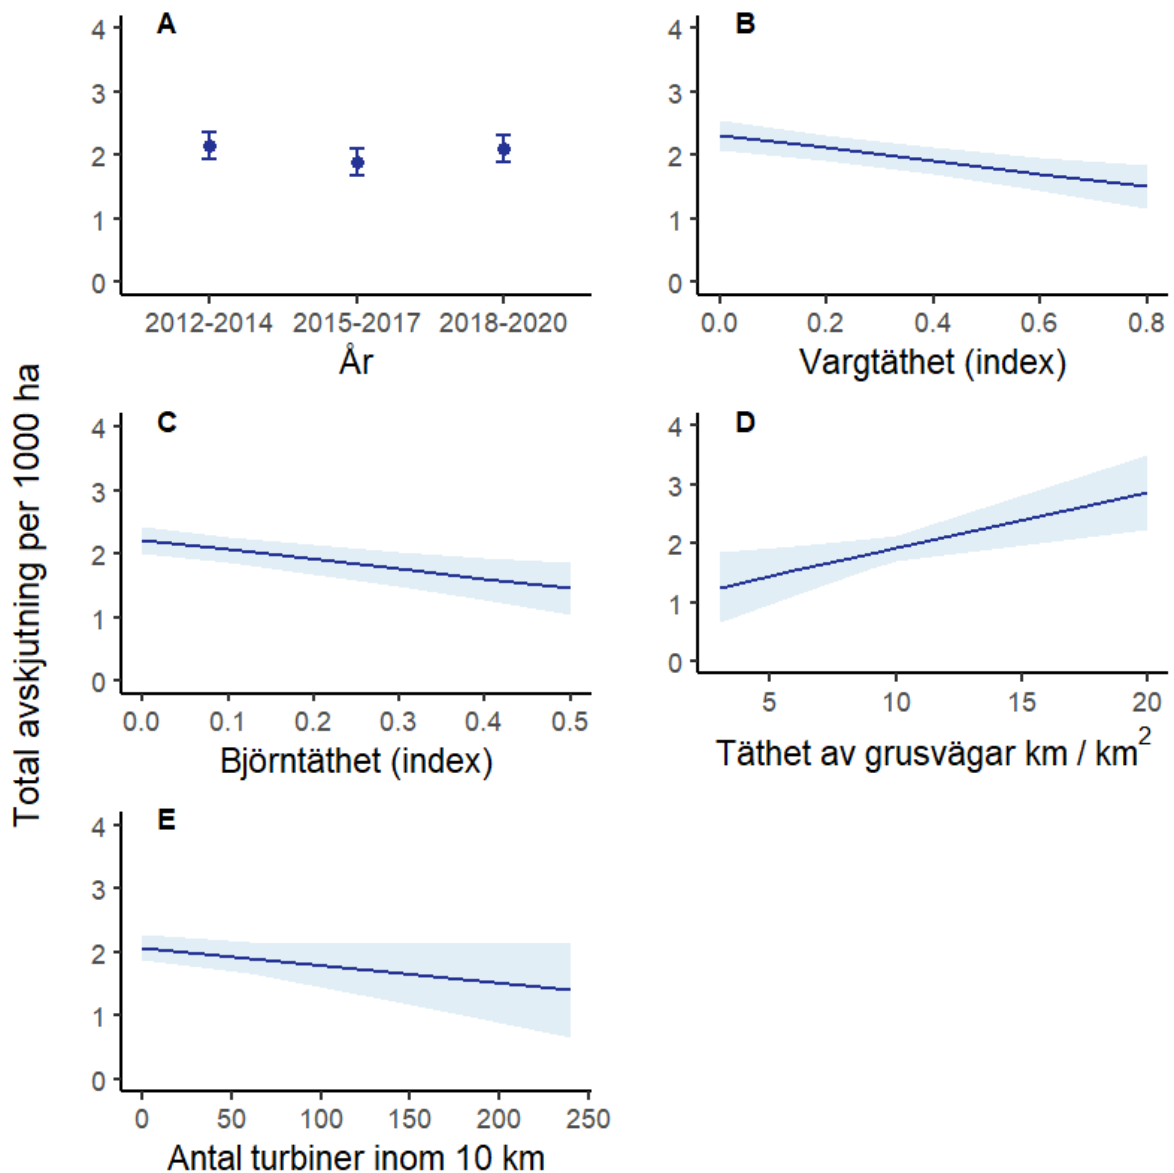 Total avskjutning per 1000 ha
A
4
3
2
1
0
2012-2014 2015-2017 2018-2020
År
B
4
3
2
1
0
0.0 0.2 0.4 0.6 0.8
Vargtäthet (index)
C
4
3
2
1
0
0.0 0.1 0.2 0.3 0.4 0.5
Björntäthet (index)
D
4
3
2
1
0
5 10 15 20
Täthet av grusvägar km / km²
E
4
3
2
1
0
0 50 100 150 200 250
Antal turbiner inom 10 km